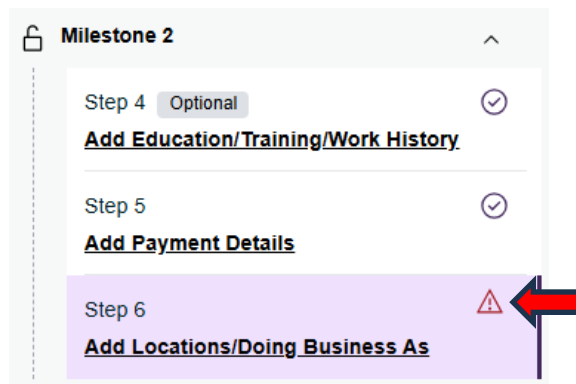 Milestone 2
Step 4 Optional
Add Education/Training/Work History
Step 5
Add Payment Details
Step 6
Add Locations/Doing Business As